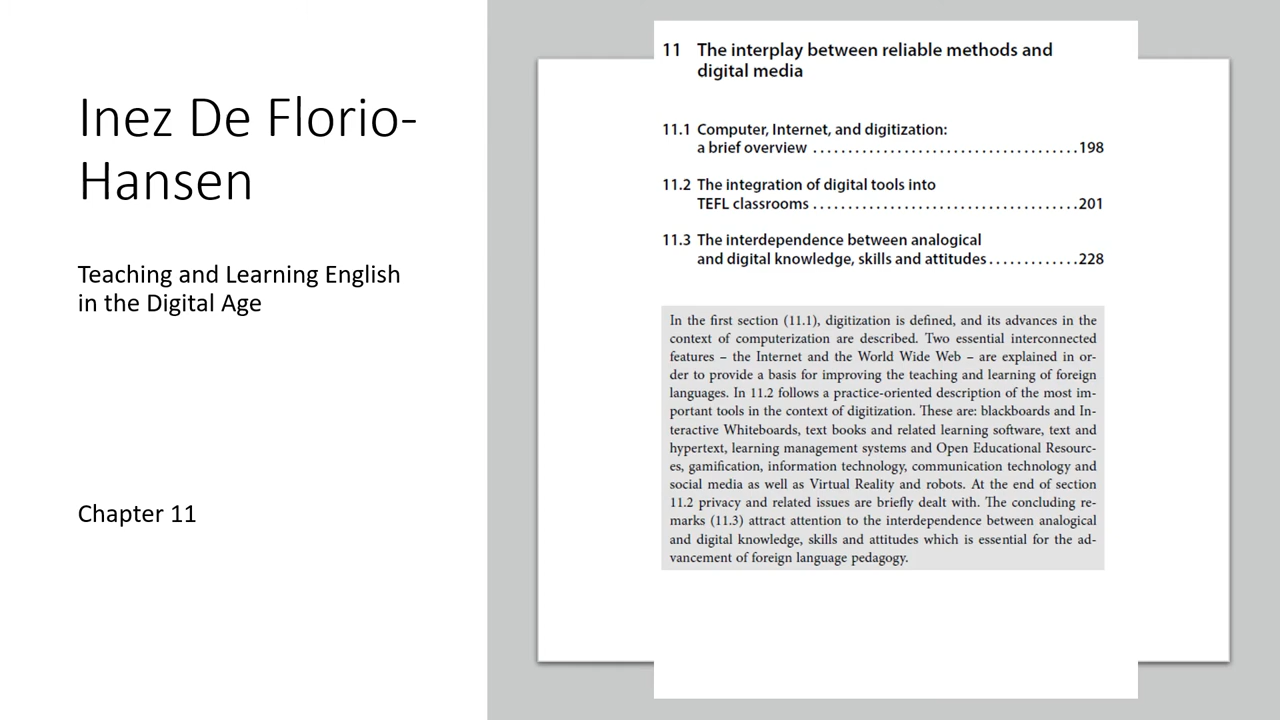 Inez De Florio-
Hansen
Teaching and Learning English
in the Digital Age
Chapter 11
11 The interplay between reliable methods and
digital media
11.1 Computer, Internet, and digitization:
a brief overview .....................................198
11.2 The integration of digital tools into
TEFL classrooms .....................................201
11.3 The interdependence between analogical
and digital knowledge, skills and attitudes.............228
In the first section (11.1), digitization is defined, and its advances in the
context of computerization are described. Two essential interconnected
features – the Internet and the World Wide Web – are explained in or-
der to provide a basis for improving the teaching and learning of foreign
languages. In 11.2 follows a practice-oriented description of the most im-
portant tools in the context of digitization. These are: blackboards and In-
teractive Whiteboards, text books and related learning software, text and
hypertext, learning management systems and Open Educational Resourc-
es, gamification, information technology, communication technology and
social media as well as Virtual Reality and robots. At the end of section
11.2 privacy and related issues are briefly dealt with. The concluding re-
marks (11.3) attract attention to the interdependence between analogical
and digital knowledge, skills and attitudes which is essential for the ad-
vancement of foreign language pedagogy.